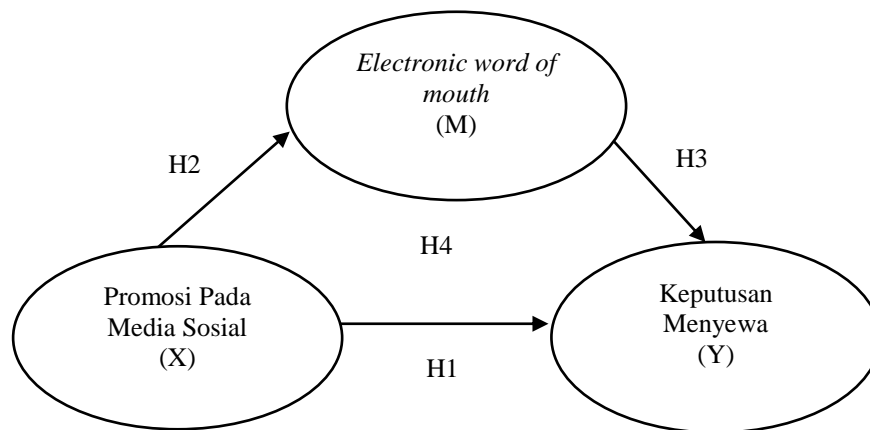 Electronic word of
mouth
(M)
H2
H3
H4
Promosi Pada
Media Sosial
(X)
Keputusan
Menyewa
(Y)
H1